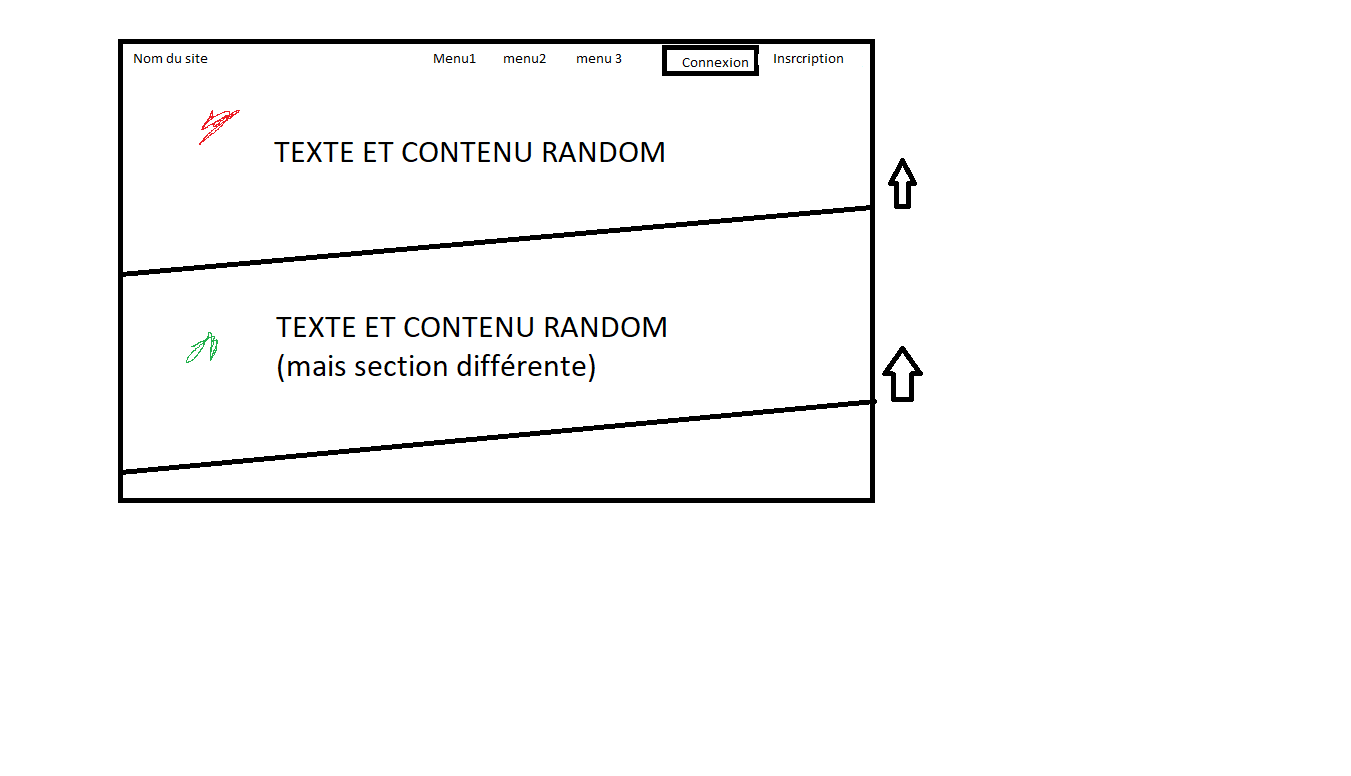 Nom du site Menu1 menu2 menu 3 Connexion Insrcription
TEXTE ET CONTENU RANDOM
TEXTE ET CONTENU RANDOM
(mais section différente)